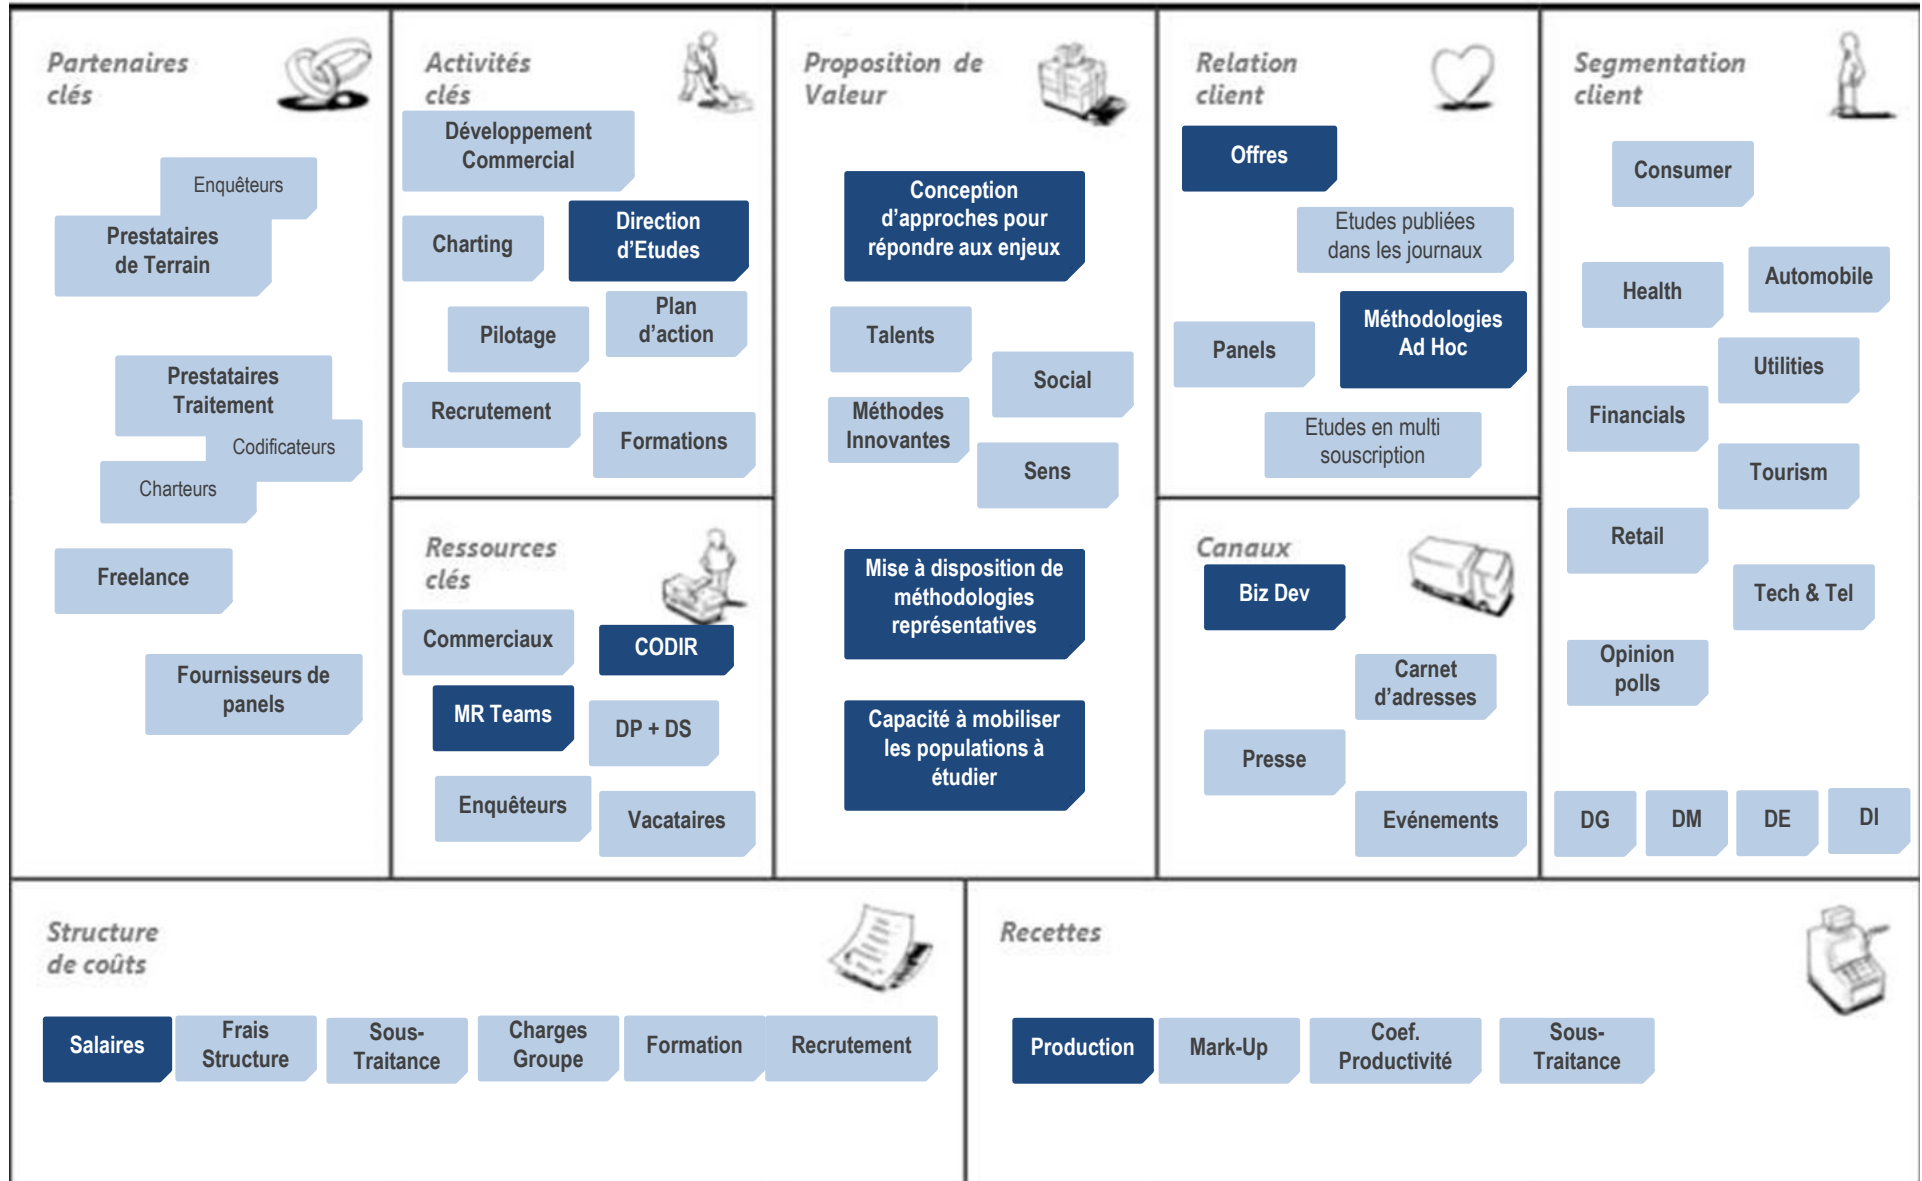 Partenaires
clés
Enquêteurs
Prestataires
de Terrain
Prestataires
Traitement
Codificateurs
Charteurs
Freelance
Fournisseurs de
panels
Activités
clés
Développement
Commercial
Charting
Direction
d’Etudes
Pilotage
Plan
d’action
Recrutement
Formations
Ressources
clés
Commerciaux
CODIR
MR Teams
DP + DS
Enquêteurs
Vacataires
Proposition de
Valeur
Conception
d’approches pour
répondre aux enjeux
Talents
Social
Méthodes
Innovantes
Sens
Mise à disposition de
méthodologies
représentatives
Capacité à mobiliser
les populations à
étudier
Relation
client
Offres
Etudes publiées
dans les journaux
Méthodologies
Ad Hoc
Panels
Etudes en multi
souscription
Canaux
Biz Dev
Carnet
d’adresses
Presse
Evénements
Segmentation
client
Consumer
Health
Automobile
Utilities
Financials
Tourism
Retail
Tech & Tel
Opinion
polls
DG
DM
DE
DI
Structure
de coûts
Salaires
Frais
Structure
Sous-
Traitance
Charges
Groupe
Formation
Recrutement
Recettes
Production
Mark-Up
Coef.
Productivité
Sous-
Traitance